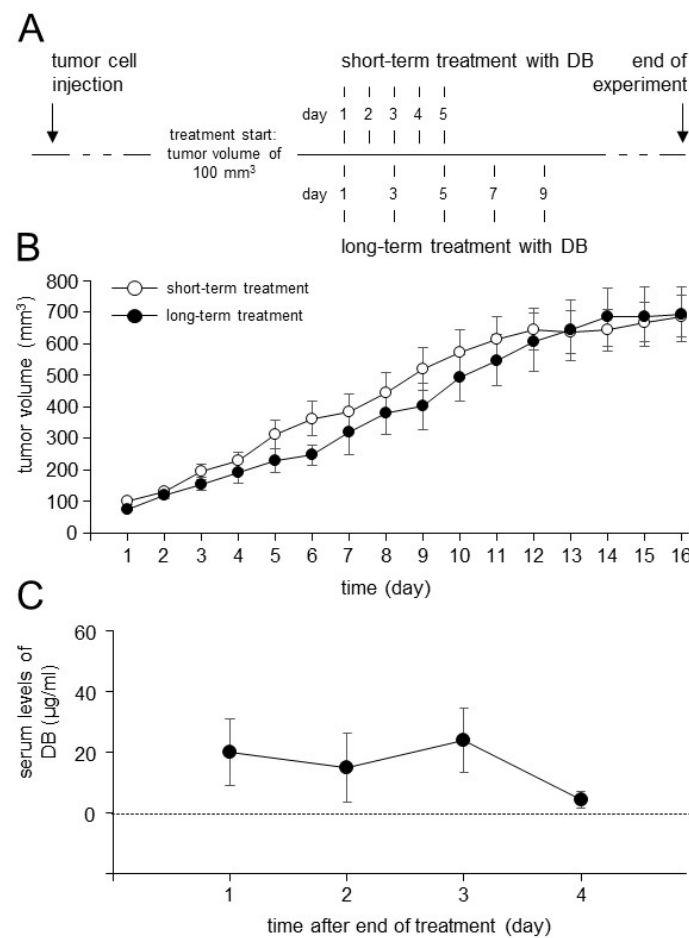 A
tumor cell
injection
short-term treatment with DB
end of
experiment
day 1 2 3 4 5
treatment start:
tumor volume of
100 mm³
day 1 3 5 7 9
long-term treatment with DB
B
tumor volume (mm³)
800
700
600
500
400
300
200
100
0
short-term treatment
long-term treatment
1 2 3 4 5 6 7 8 9 10 11 12 13 14 15 16
time (day)
C
serum levels of
DB (µg/ml)
60
40
20
0
1 2 3 4
time after end of treatment (day)